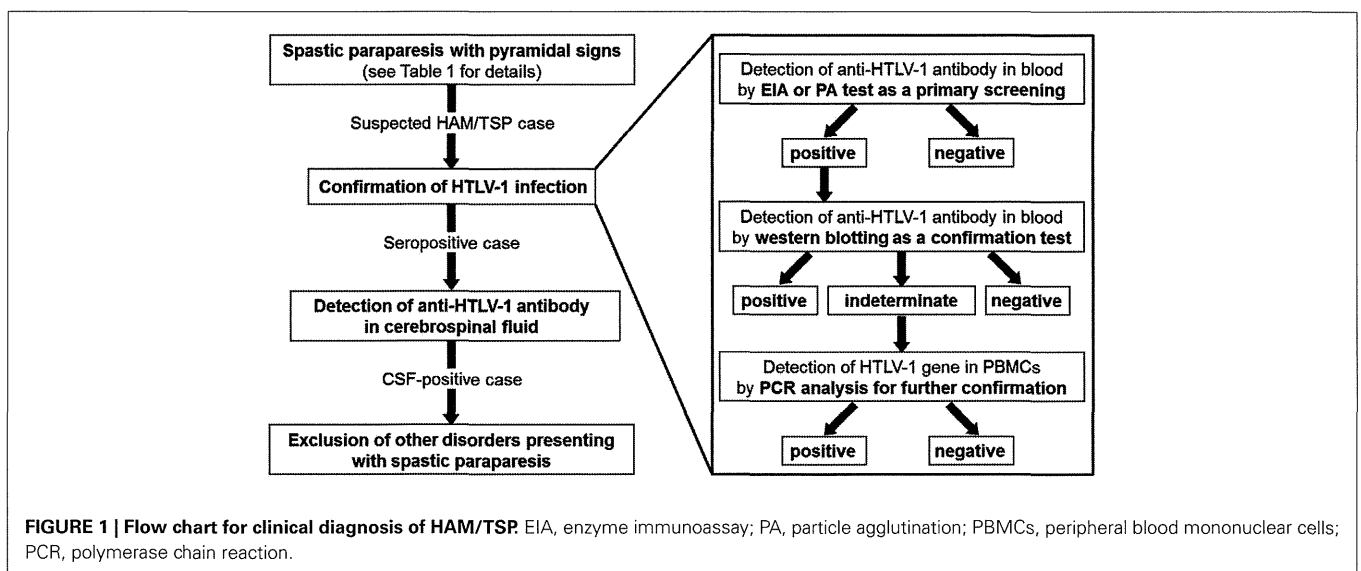 Spastic paraparesis with pyramidal signs
(see Table 1 for details)
Suspected HAM/TSP case
Confirmation of HTLV-1 infection
Seropositive case
Detection of anti-HTLV-1 antibody
in cerebrospinal fluid
CSF-positive case
Exclusion of other disorders presenting
with spastic paraparesis
Detection of anti-HTLV-1 antibody in blood
by EIA or PA test as a primary screening
positive
negative
Detection of anti-HTLV-1 antibody in blood
by western blotting as a confirmation test
positive
indeterminate
negative
Detection of HTLV-1 gene in PBMCs
by PCR analysis for further confirmation
positive
negative
FIGURE 1 | Flow chart for clinical diagnosis of HAM/TSP. EIA, enzyme immunoassay; PA, particle agglutination; PBMCs, peripheral blood mononuclear cells;
PCR, polymerase chain reaction.